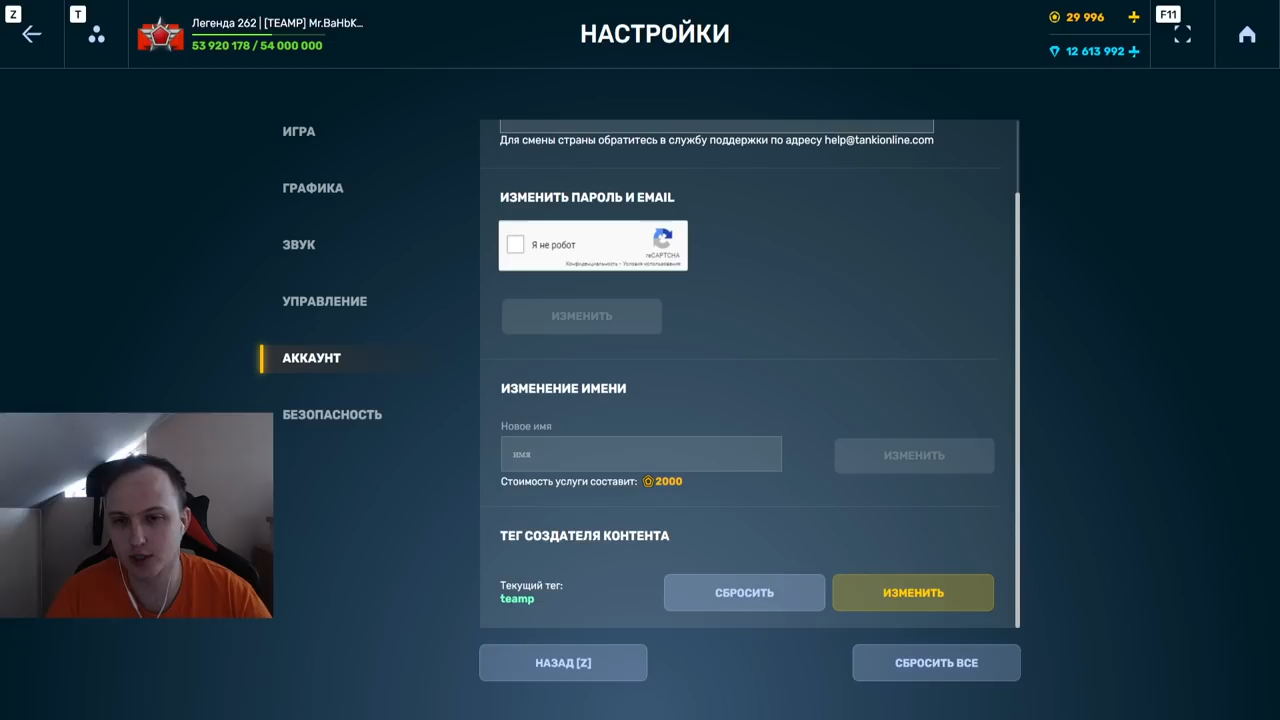 Z
T
Легенда 262 | [TEAMP] Mr.BaHbK...
53 920 178 / 54 000 000
НАСТРОЙКИ
29 996
12 613 992
F11
ИГРА
ГРАФИКА
ЗВУК
УПРАВЛЕНИЕ
АККАУНТ
БЕЗОПАСНОСТЬ
Для смены страны обратитесь в службу поддержки по адресу help@tankionline.com
ИЗМЕНИТЬ ПАРОЛЬ И EMAIL
Я не робот
reCAPTCHA
Конфиденциальность - Условия использования
ИЗМЕНИТЬ
ИЗМЕНЕНИЕ ИМЕНИ
Новое имя
имя
ИЗМЕНИТЬ
Стоимость услуги составит: 2000
ТЕГ СОЗДАТЕЛЯ КОНТЕНТА
Текущий тег:
teamp
СБРОСИТЬ
ИЗМЕНИТЬ
НАЗАД [Z]
СБРОСИТЬ ВСЕ